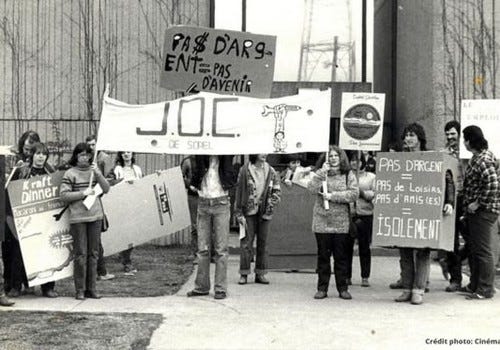 PA$ D'ARG-
ENT == PAS
D'AVENIR
J.O.C.
DE SOREL
Kraft
Dinner
PAS D'ARGENT =
PAS de LOISIRS
PAS D'AMIS(ES)
= ISOLEMENT
Crédit photo: Cinéma